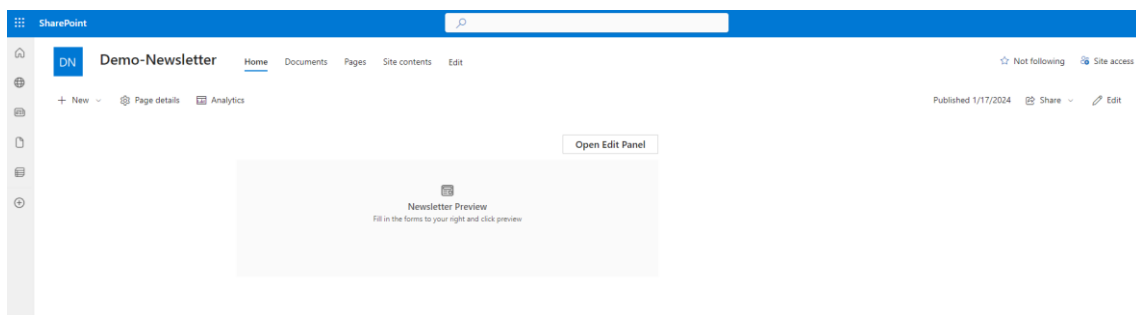 SharePoint
DN
Demo-Newsletter
Home Documents Pages Site contents Edit
Not following Site access
+ New Page details Analytics
Published 1/17/2024 Share Edit
Open Edit Panel
Newsletter Preview
Fill in the forms to your right and click preview